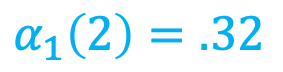 α₁(2) = .32